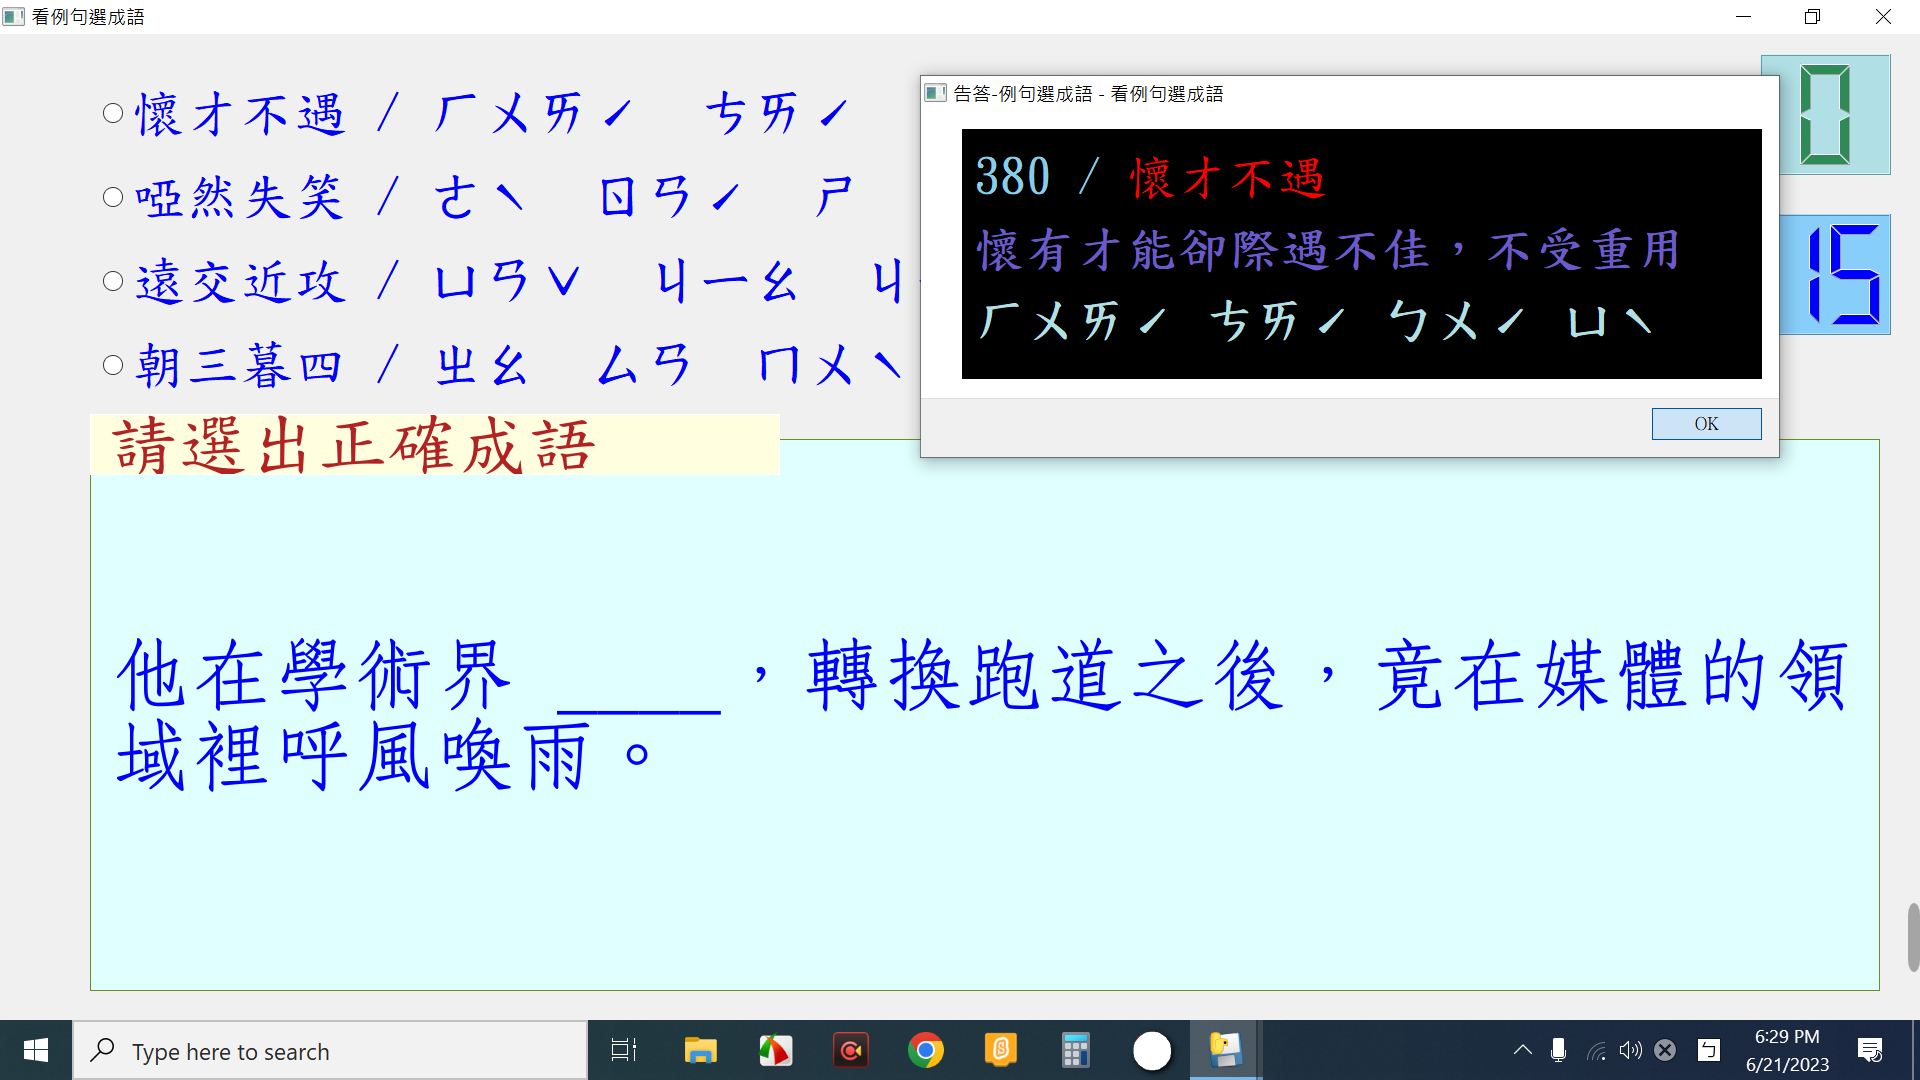 看例句選成語
懷才不遇 / ㄏㄨㄞˊ ㄘㄞˊ
啞然失笑 / ㄜˋ ㄖㄢˊ ㄕ
遠交近攻 / ㄩㄢˇ ㄐㄧㄠ ㄐ
朝三暮四 / ㄓㄠ ㄙㄢ ㄇㄨˋ
告答-例句選成語 - 看例句選成語
380 / 懷才不遇
懷有才能卻際遇不佳，不受重用
ㄏㄨㄞˊ ㄘㄞˊ ㄅㄨˊ ㄩˋ
OK
0
15
請選出正確成語
他在學術界 ____ ，轉換跑道之後，竟在媒體的領
域裡呼風喚雨。
Type here to search
ㄅ
6:29 PM
6/21/2023